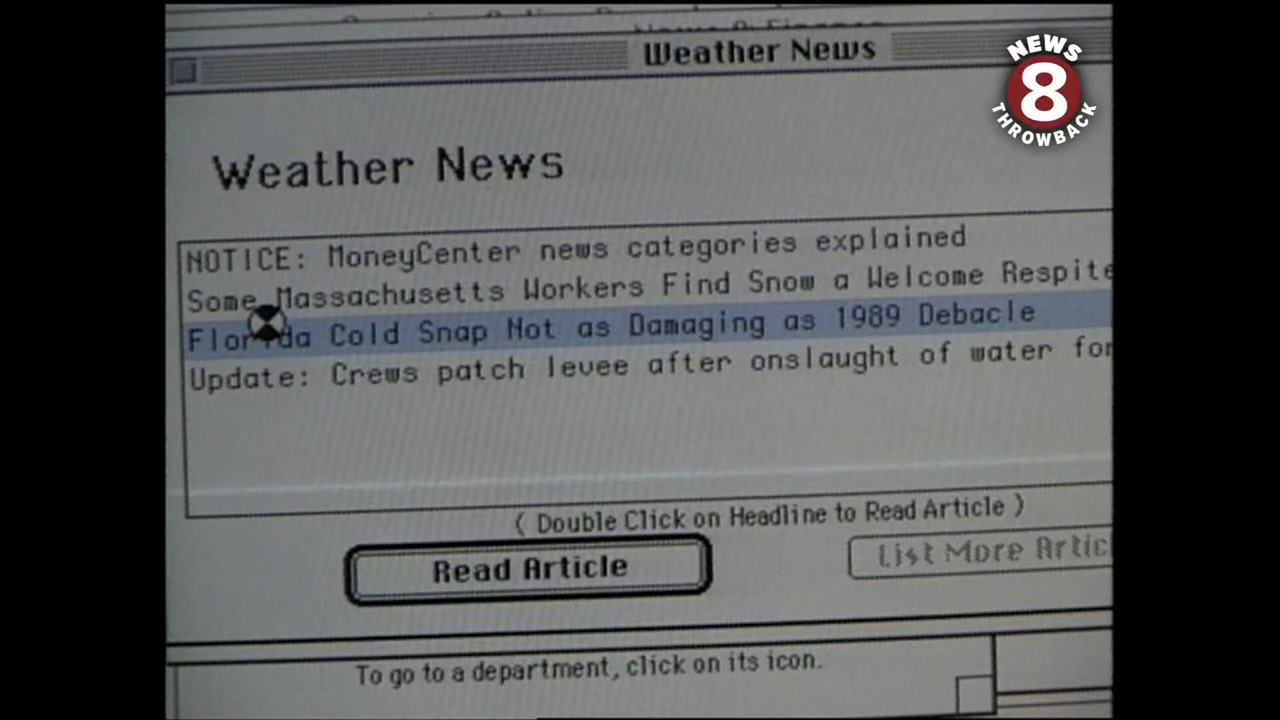 News & Finance
Weather News
NEWS
8
THROWBACK
Weather News
NOTICE: MoneyCenter news categories explained
Some Massachusetts Workers Find Snow a Welcome Respite
Florida Cold Snap Not as Damaging as 1989 Debacle
Update: Crews patch levee after onslaught of water for
( Double Click on Headline to Read Article )
Read Article
List More Artic
To go to a department, click on its icon.